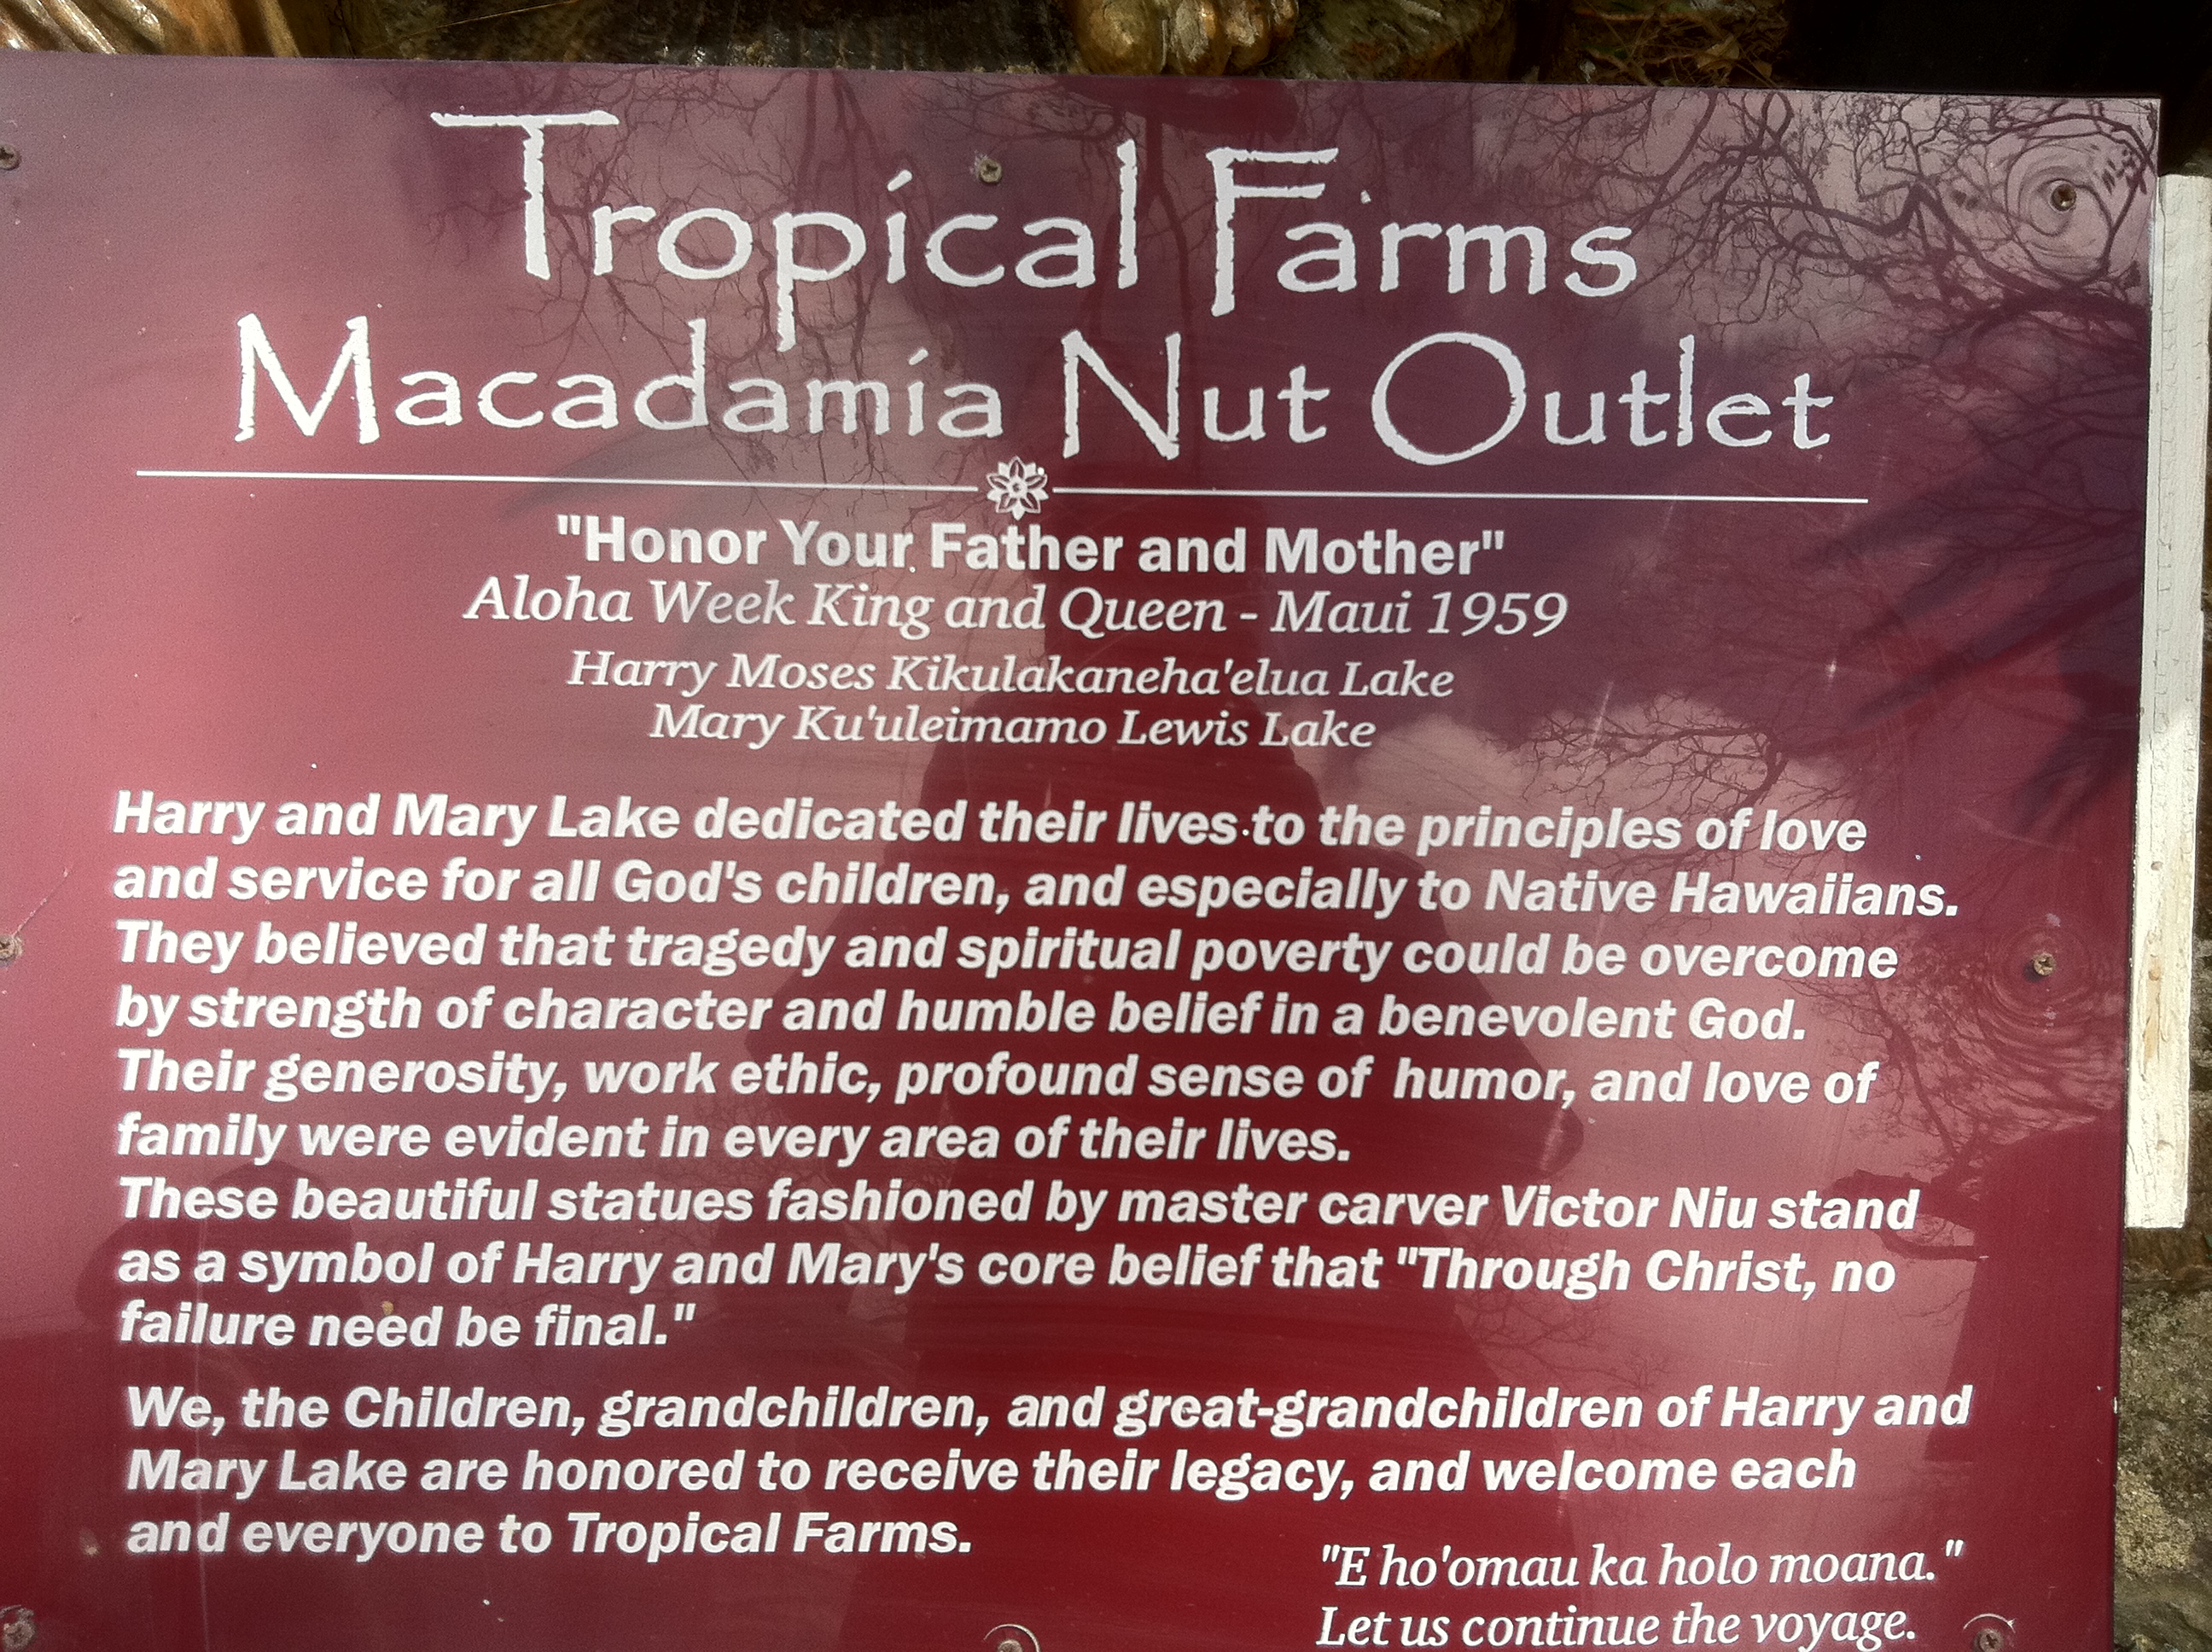 Tropical Farms
Macadamia Nut Outlet
"Honor Your Father and Mother"
Aloha Week King and Queen - Maui 1959
Harry Moses Kikulakaneha'elua Lake
Mary Ku'uleimamo Lewis Lake
Harry and Mary Lake dedicated their lives to the principles of love
and service for all God's children, and especially to Native Hawaiians.
They believed that tragedy and spiritual poverty could be overcome
by strength of character and humble belief in a benevolent God.
Their generosity, work ethic, profound sense of humor, and love of
family were evident in every area of their lives.
These beautiful statues fashioned by master carver Victor Niu stand
as a symbol of Harry and Mary's core belief that "Through Christ, no
failure need be final."
We, the Children, grandchildren, and great-grandchildren of Harry and
Mary Lake are honored to receive their legacy, and welcome each
and everyone to Tropical Farms.
"E ho'omau ka holo moana."
Let us continue the voyage.